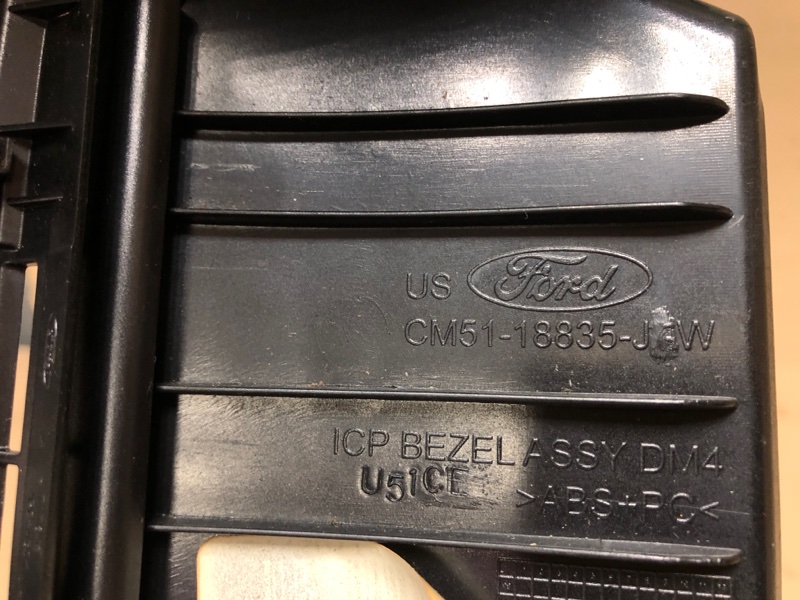 US Ford
CM51-18835-J
ICP BEZEL ASSY DM4
U51CE
>ABS+PC<